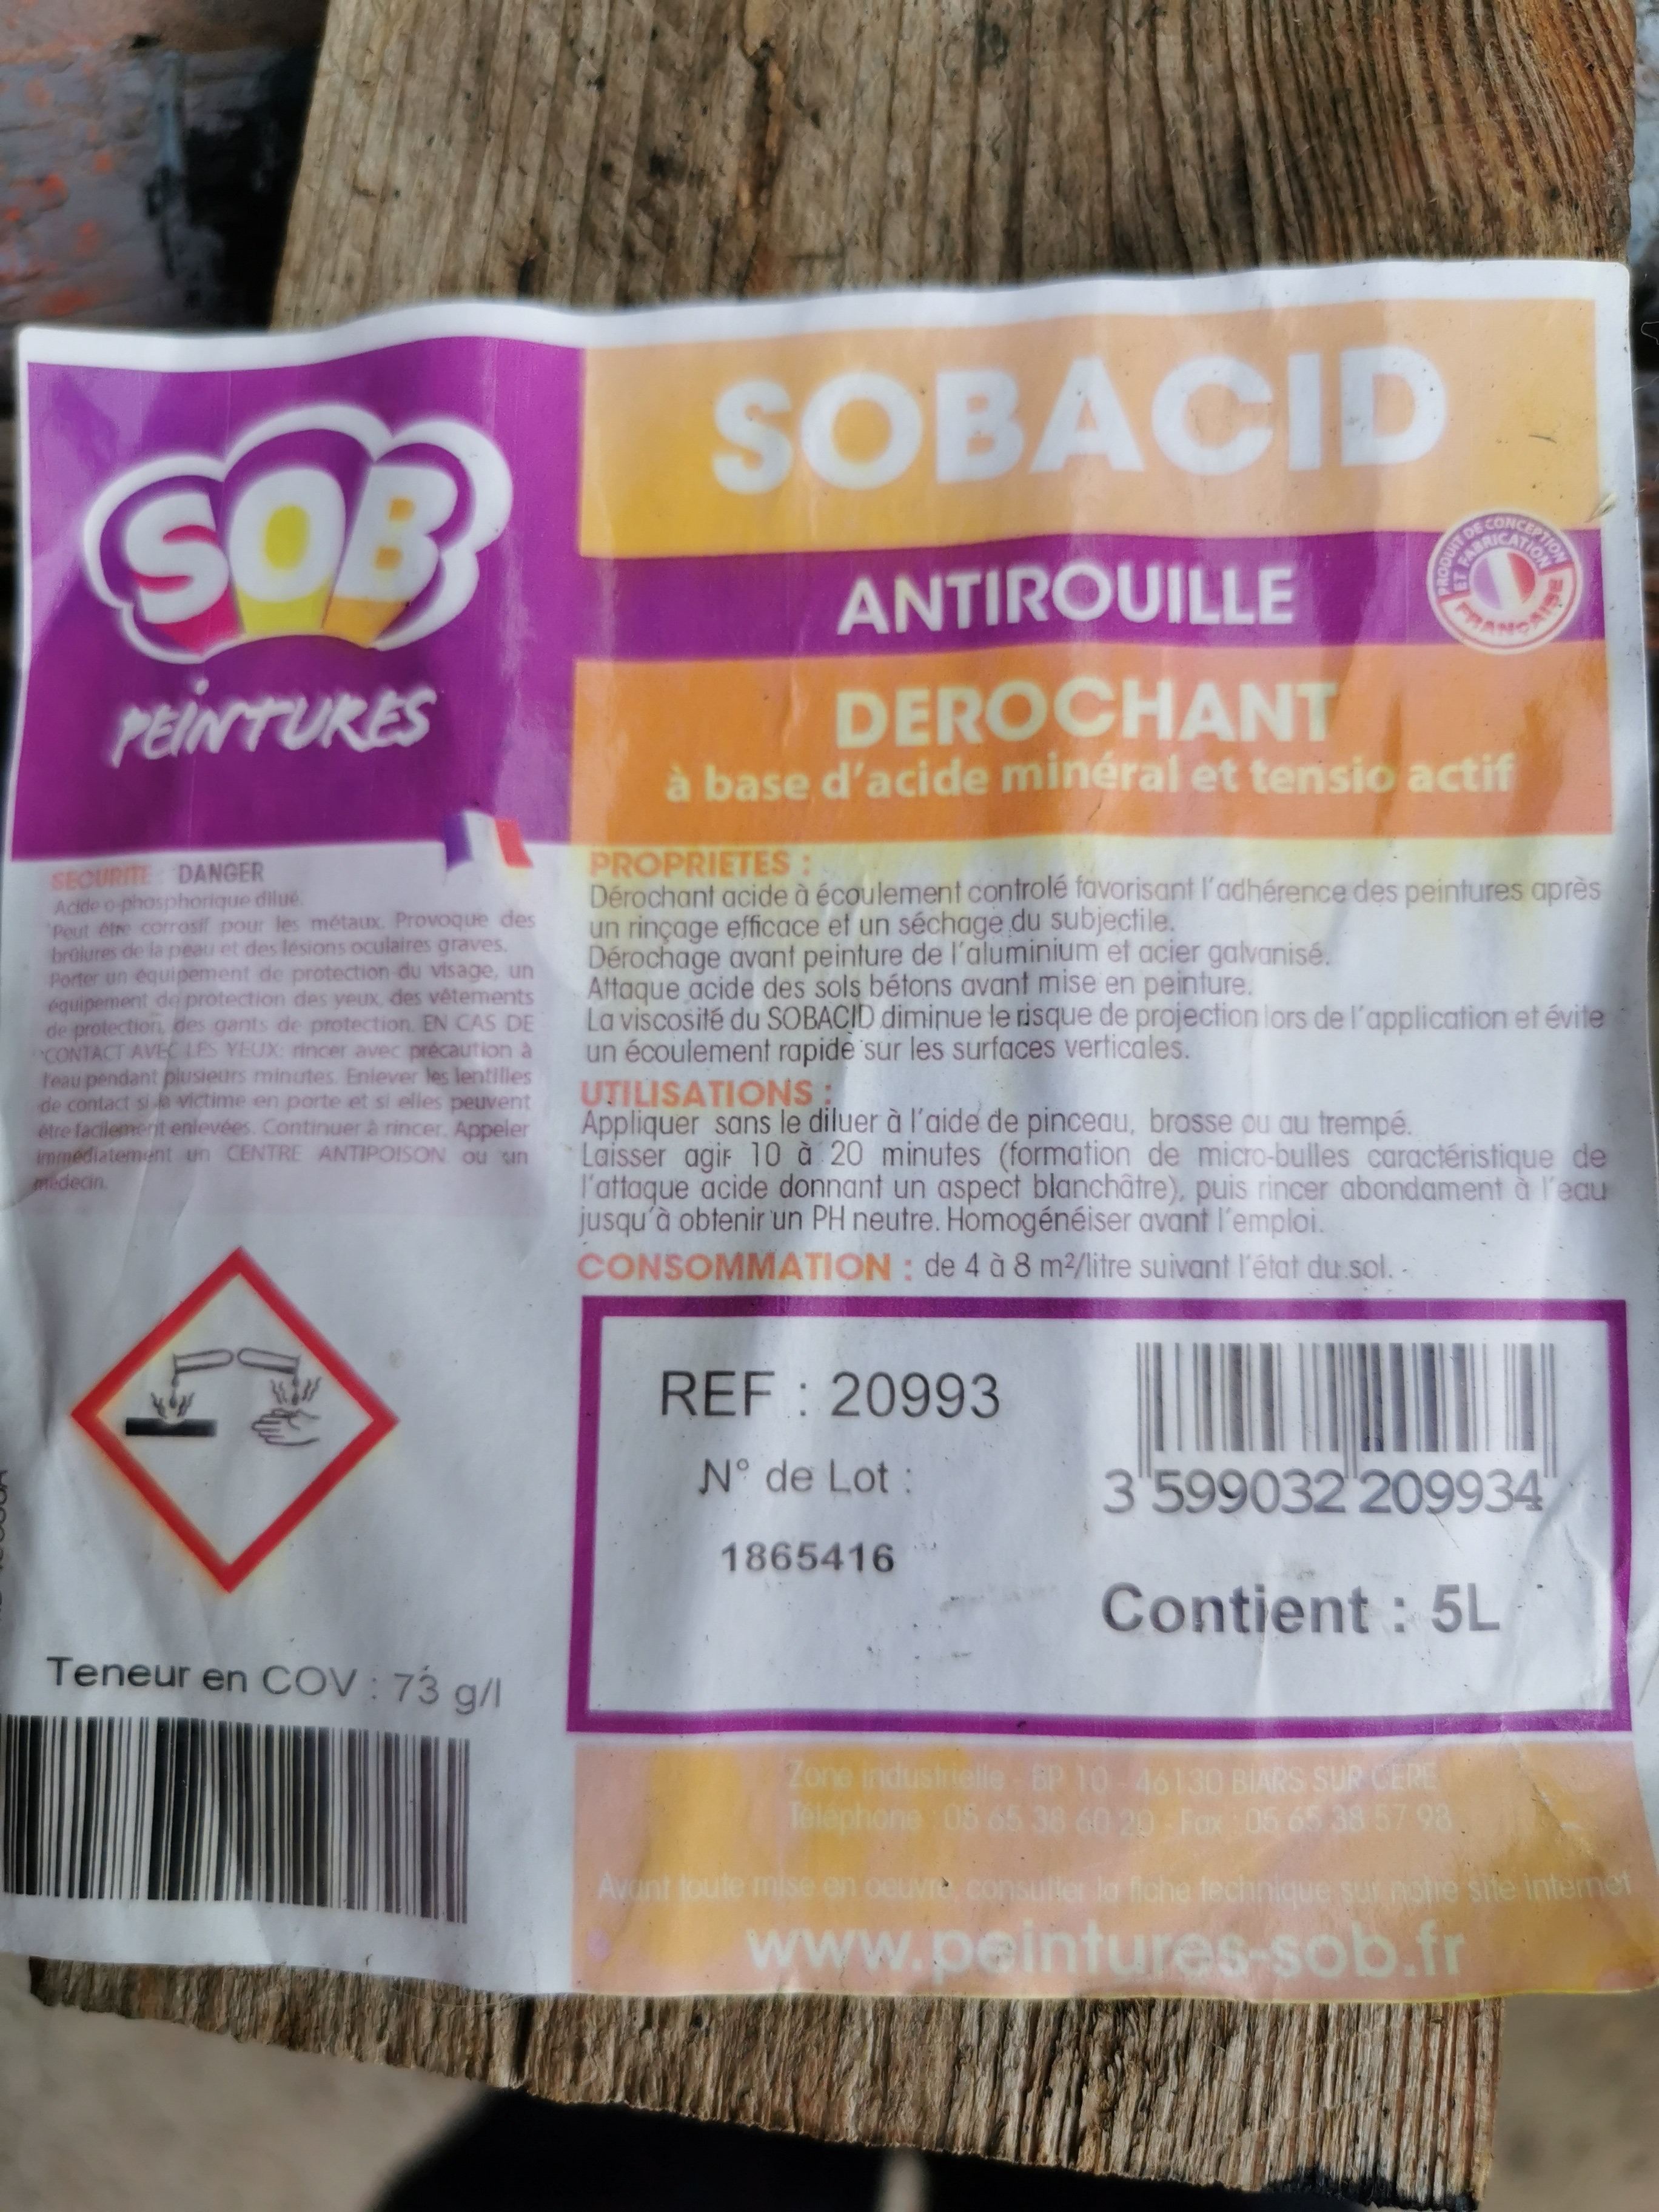 SOB
PEINTURES
SOBACID
ANTIROUILLE
PRODUIT DE CONCEPTION
ET FABRICATION
FRANÇAISE
DEROCHANT
à base d'acide minéral et tensio actif
SECURITE DANGER
Acide o-phosphorique dilué.
Peut être corrosif pour les métaux. Provoque des
brûlures de la peau et des lésions oculaires graves.
Porter un équipement de protection du visage, un
équipement de protection des yeux, des vêtements
de protection, des gants de protection. EN CAS DE
CONTACT AVEC LES YEUX: rincer avec précaution à
l'eau pendant plusieurs minutes. Enlever les lentilles
de contact si la victime en porte et si elles peuvent
être facilement enlevées. Continuer à rincer. Appeler
immédiatement un CENTRE ANTIPOISON ou un
médecin.
PROPRIETES :
Dérochant acide à écoulement controlé favorisant l'adhérence des peintures après
un rinçage efficace et un séchage du subjectile.
Dérochage avant peinture de l'aluminium et acier galvanisé.
Attaque acide des sols bétons avant mise en peinture.
La viscosité du SOBACID diminue le risque de projection lors de l'application et évite
un écoulement rapide sur les surfaces verticales.
UTILISATIONS :
Appliquer sans le diluer à l'aide de pinceau, brosse ou au trempé.
Laisser agir 10 à 20 minutes (formation de micro-bulles caractéristique de
l'attaque acide donnant un aspect blanchâtre), puis rincer abondament à l'eau
jusqu'à obtenir un PH neutre. Homogénéiser avant l'emploi.
CONSOMMATION : de 4 à 8 m²/litre suivant l'état du sol.
REF : 20993
N° de Lot :
1865416
3 599032 209934
Contient : 5L
Teneur en COV : 73 g/l
Zone industrielle - BP 10 - 46130 BIARS SUR CERE
Téléphone : 05 65 38 60 20 - Fax : 05 65 38 57 98
Avant toute mise en oeuvre, consulter la fiche technique sur notre site internet
www.peintures-sob.fr